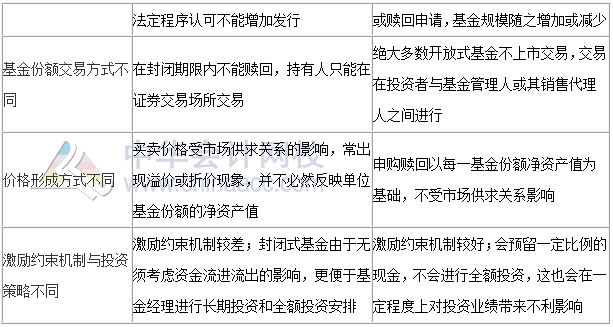 法定程序认可不能增加发行
或赎回申请，基金规模随之增加或减少
基金份额交易方式不
同
在封闭期限内不能赎回，持有人只能在
证券交易场所交易
绝大多数开放式基金不上市交易，交易
在投资者与基金管理人或其销售代理
人之间进行
价格形成方式不同
买卖价格受市场供求关系的影响，常出
现溢价或折价现象，并不必然反映单位
基金份额的净资产值
申购赎回以每一基金份额净资产值为
基础，不受市场供求关系影响
激励约束机制与投资
策略不同
激励约束机制较差；封闭式基金由于无
须考虑资金流进流出的影响，更便于基
金经理进行长期投资和全额投资安排
激励约束机制较好；会预留一定比例的
现金，不会进行全额投资，这也会在一
定程度上对投资业绩带来不利影响
中华会计网校
www.chinaacc.com